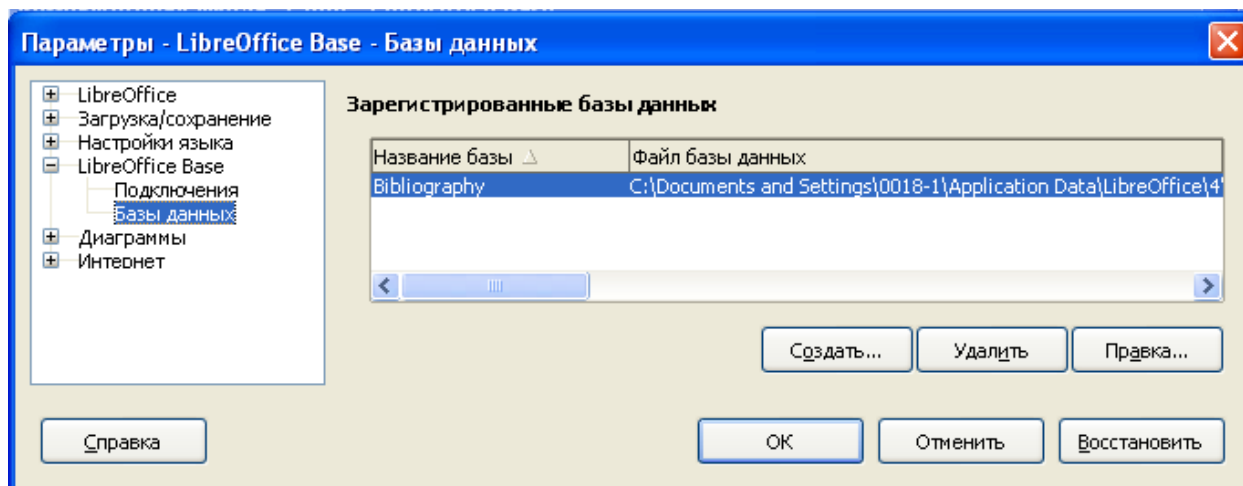 Параметры - LibreOffice Base - Базы данных
LibreOffice
Загрузка/сохранение
Настройки языка
LibreOffice Base
Подключения
Базы данных
Диаграммы
Интернет
Зарегистрированные базы данных
Название базы Файл базы данных
Bibliography C:\Documents and Settings\0018-1\Application Data\LibreOffice\4\
Создать... Удалить Правка...
Справка ОК Отменить Восстановить